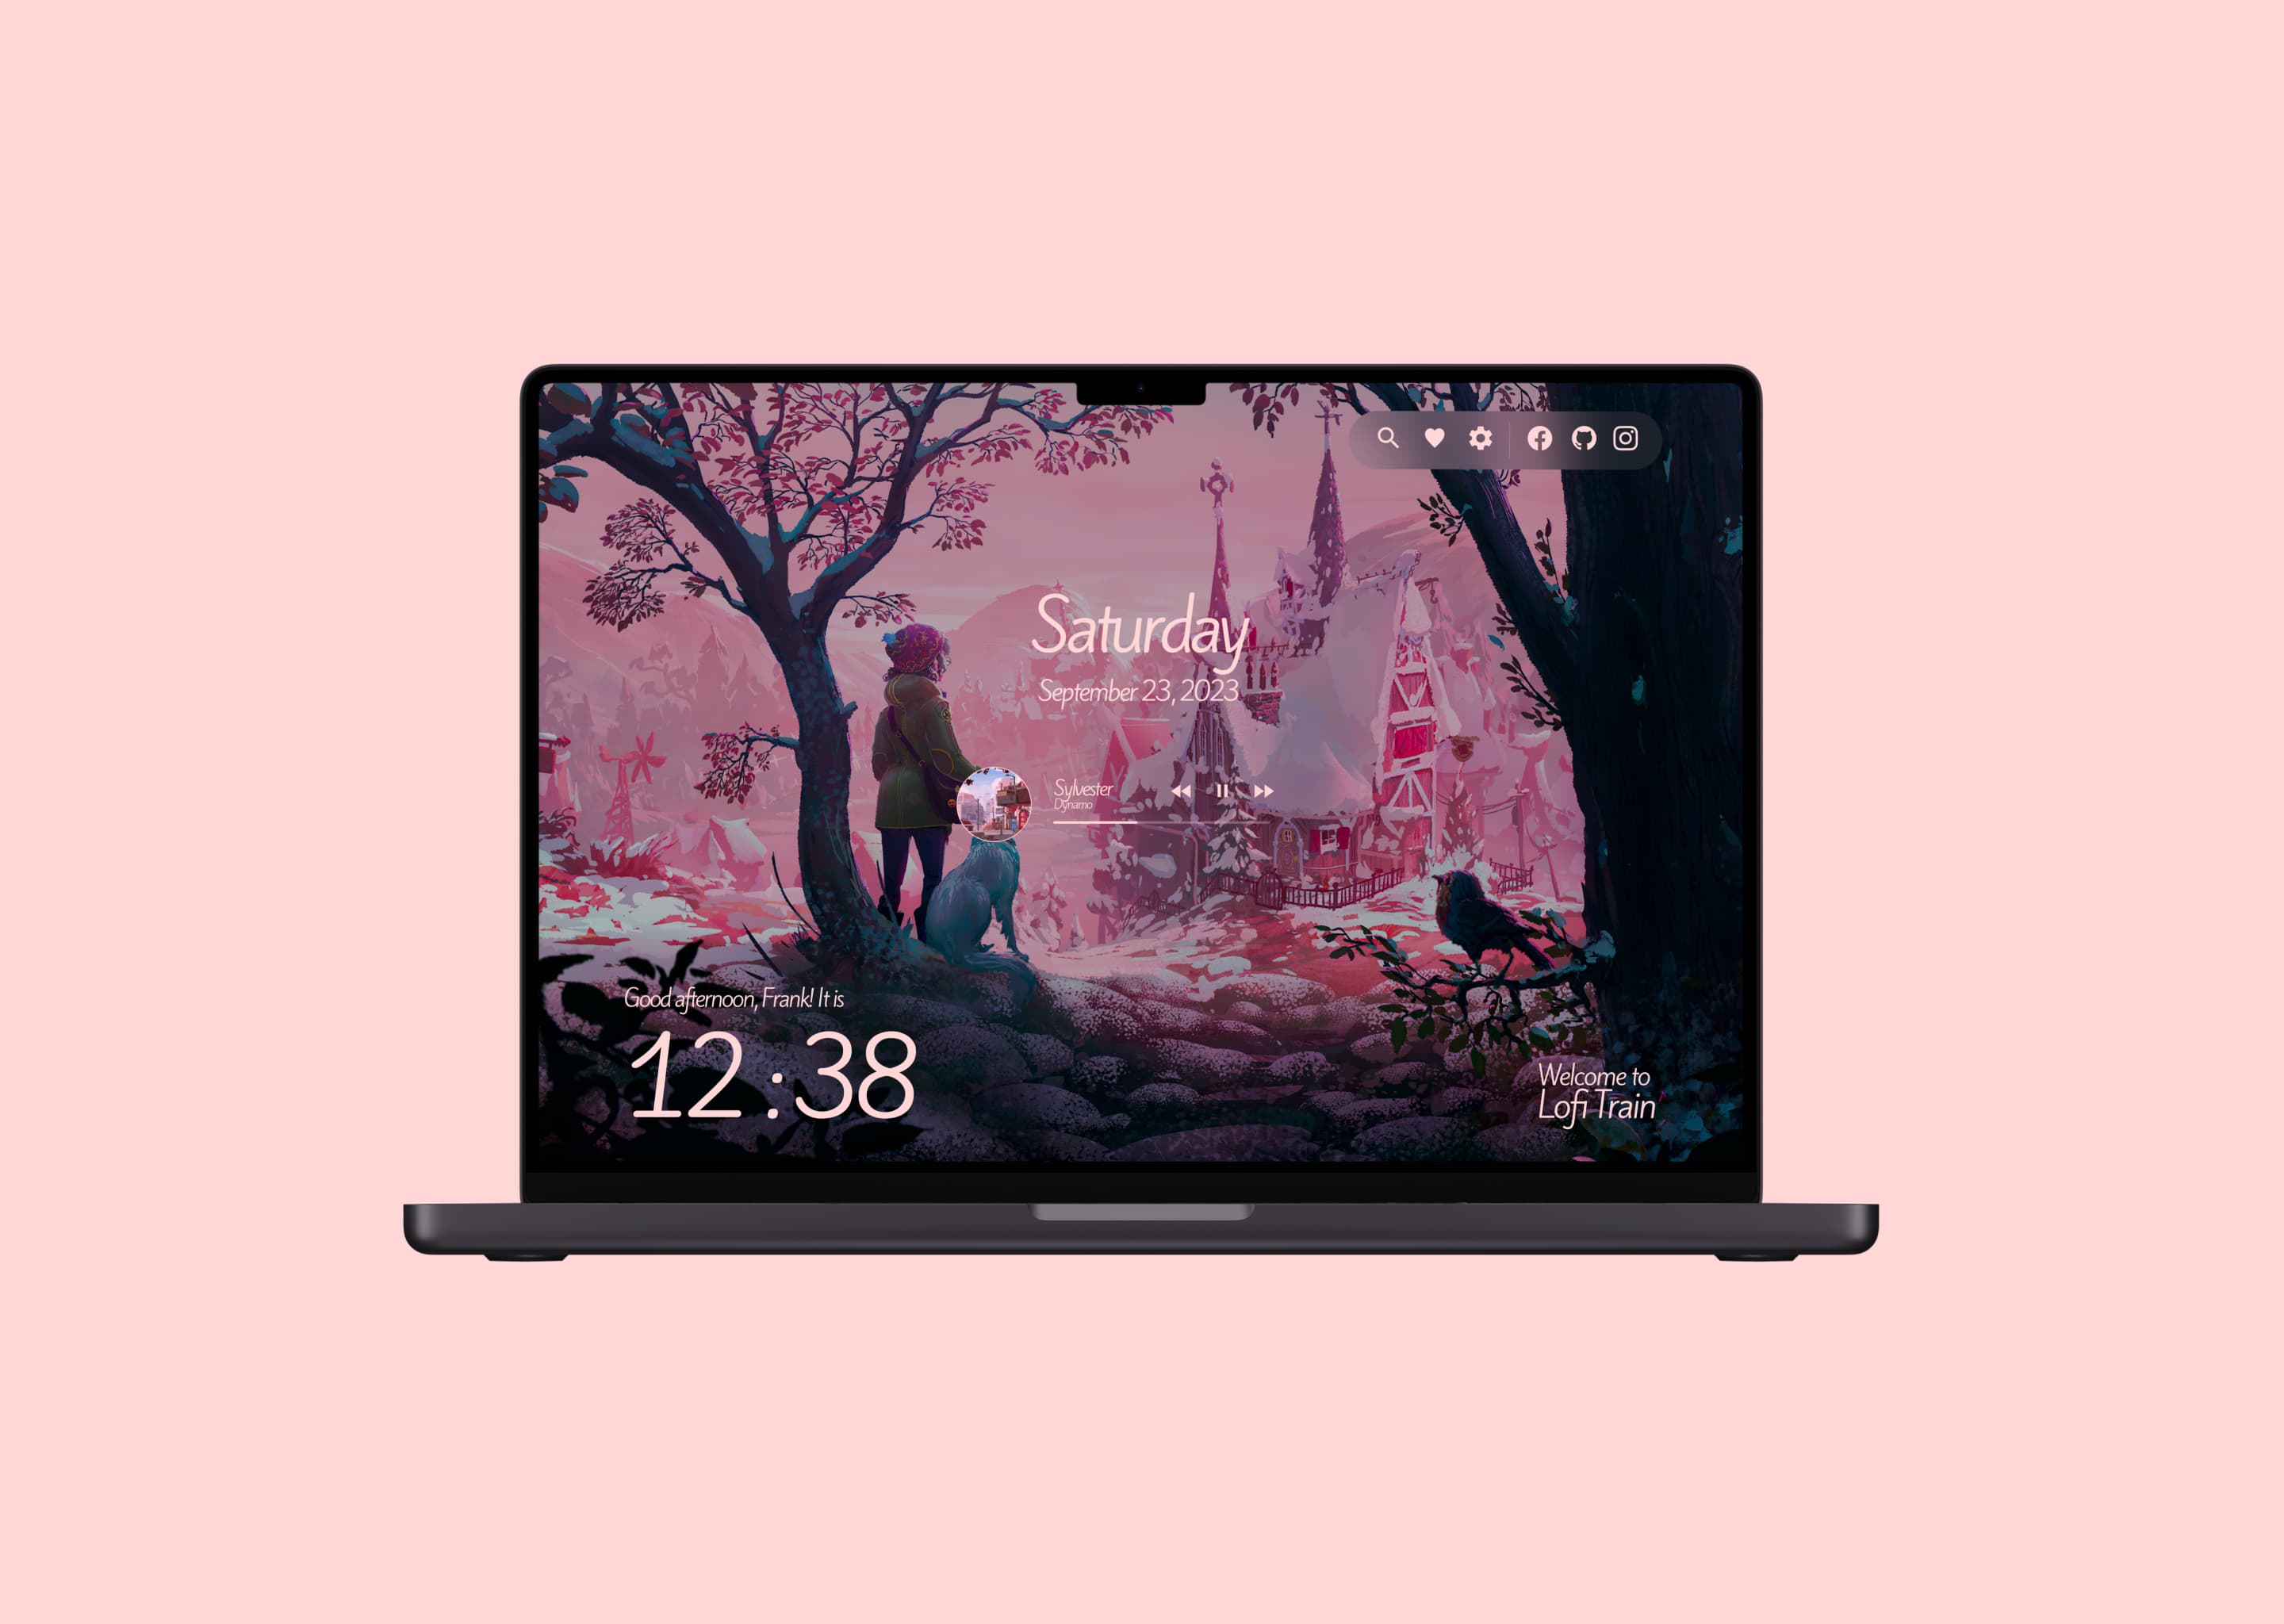 Saturday
September 23, 2023
Sylvester
Dynamo
Good afternoon, Frank! It is
12:38
Welcome to
Lofi Train